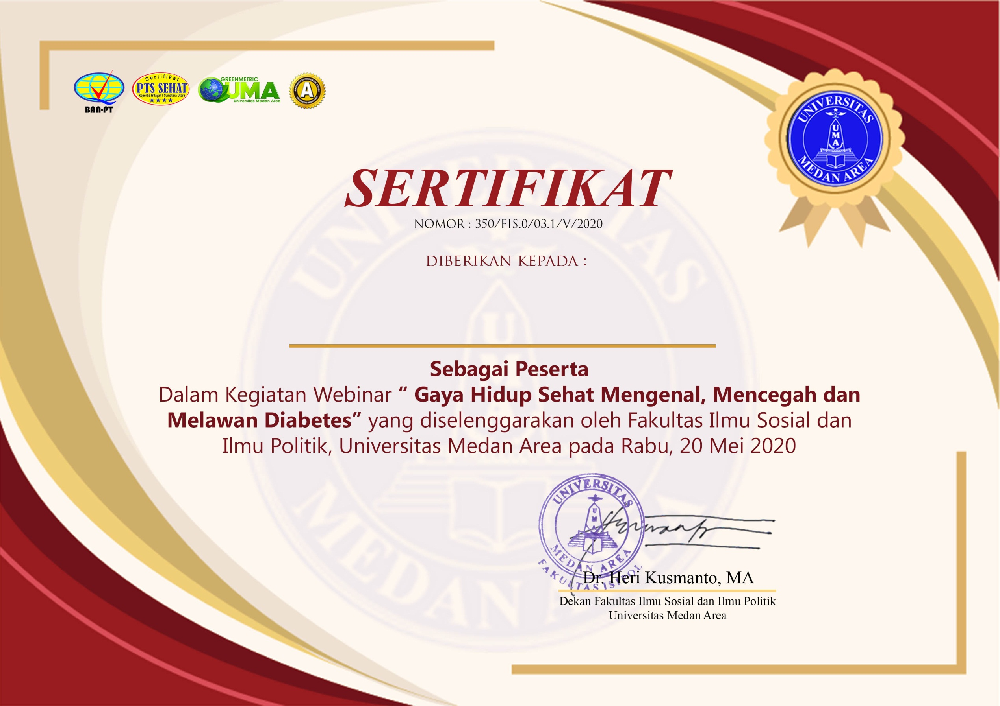 BAN-PT
Sertifikat
PTS SEHAT
Kopertis Wilayah I Sumatera Utara
GREENMETRIC
UMA
Universitas Medan Area
A
UNIVERSITAS
UMA
MEDAN AREA
SERTIFIKAT
NOMOR : 350/FIS.0/03.1/V/2020
DIBERIKAN KEPADA :
Sebagai Peserta
Dalam Kegiatan Webinar “ Gaya Hidup Sehat Mengenal, Mencegah dan
Melawan Diabetes” yang diselenggarakan oleh Fakultas Ilmu Sosial dan
Ilmu Politik, Universitas Medan Area pada Rabu, 20 Mei 2020
UNIVERSITAS
UMA
MEDAN AREA
FAKULTAS ISIPOL
Dr. Heri Kusmanto, MA
Dekan Fakultas Ilmu Sosial dan Ilmu Politik
Universitas Medan Area
UNIVERSITAS
UMA
MEDAN AREA